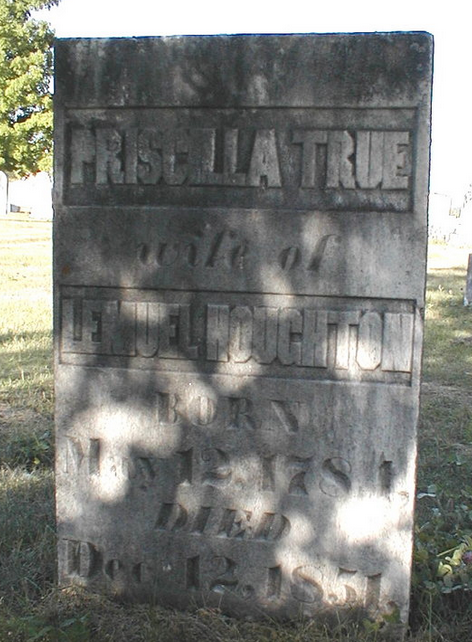 PRISCILLA TRUE
wife of
LEMUEL HOUGHTON
BORN
May 12, 1784,
DIED
Dec. 12, 1851,